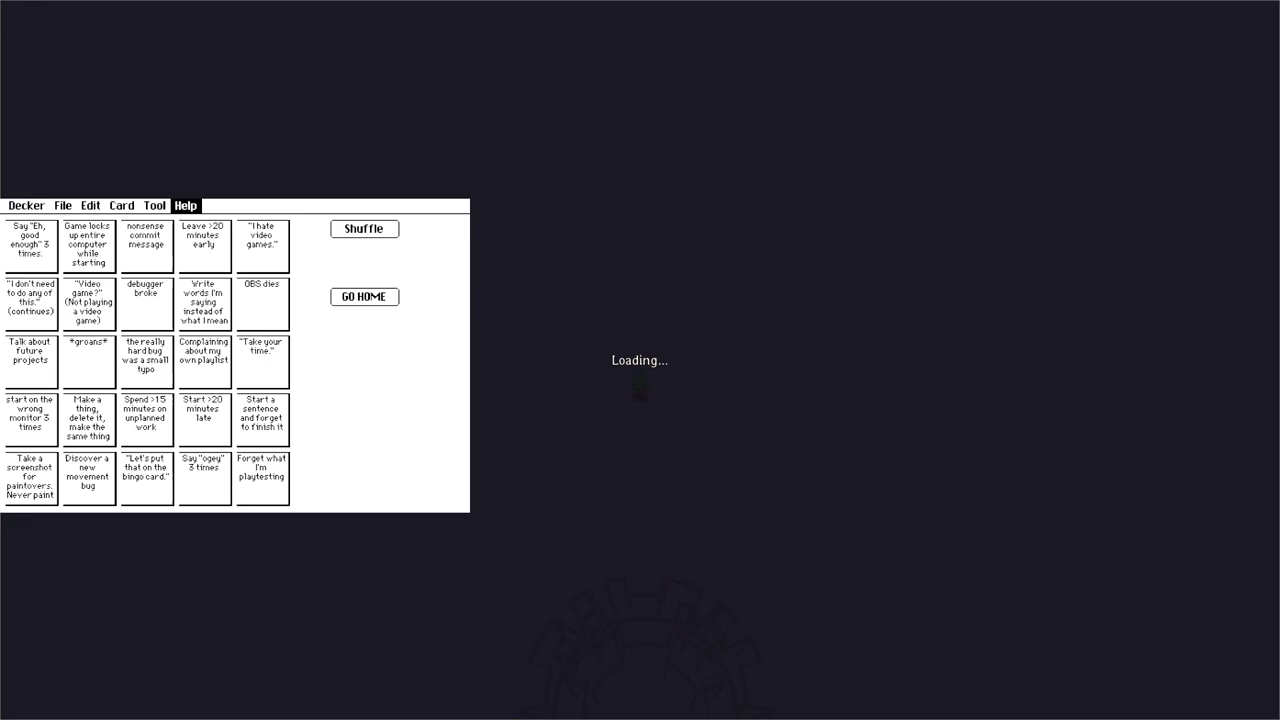 Decker File Edit Card Tool Help
Say "Eh,
good
enough" 3
times.
Game locks
up entire
computer
while
starting
nonsense
commit
message
Leave >20
minutes
early
"I hate
video
games."
Shuffle
"I don't need
to do any of
this."
(continues)
"Video
game?"
(Not playing
a video
game)
debugger
broke
Write
words I'm
saying
instead of
what I mean
OBS dies
GO HOME
Talk about
future
projects
*groans*
the really
hard bug
was a small
typo
Complaining
about my
own playlist
"Take your
time."
Loading...
start on the
wrong
monitor 3
times
Make a
thing,
delete it,
make the
same thing
Spend >15
minutes on
unplanned
work
Start >20
minutes
late
Start a
sentence
and forget
to finish it
Take a
screenshot
for
paintovers.
Never paint
Discover a
new
movement
bug
"Let's put
that on the
bingo card."
Say "ogey"
3 times
Forget what
I'm
playtesting